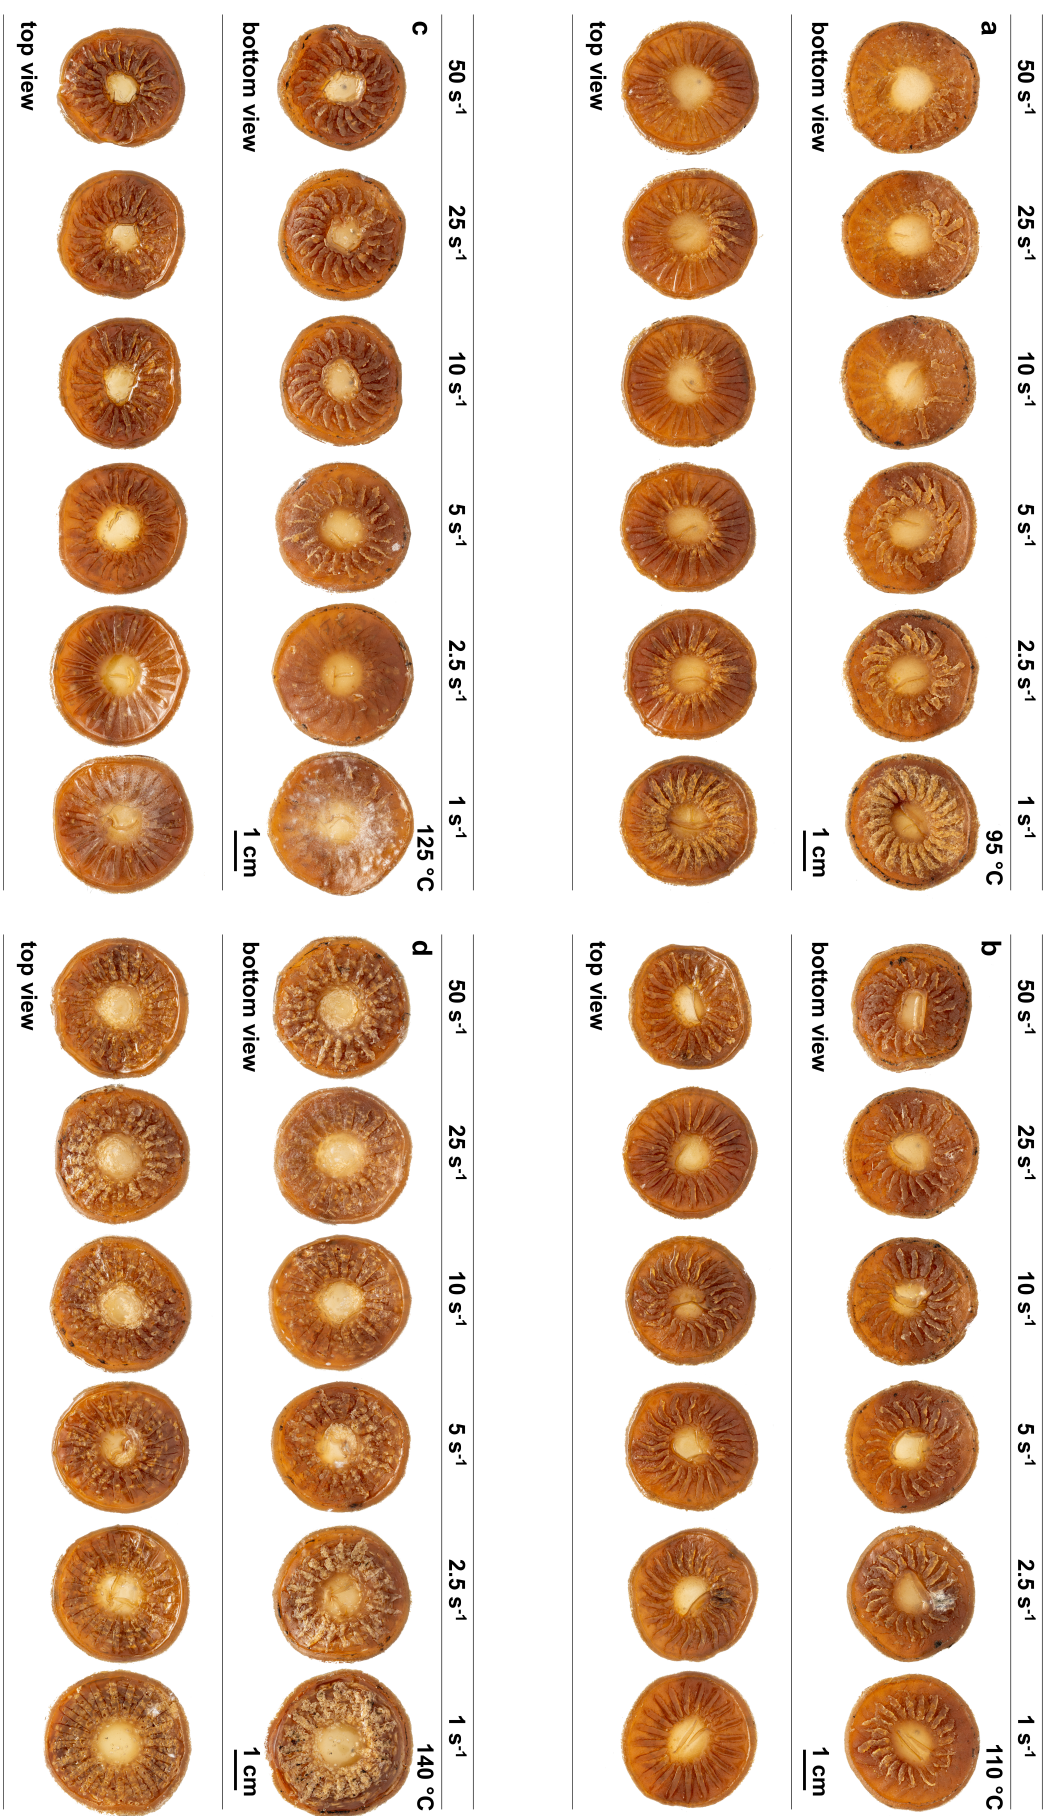 50 s⁻¹ 25 s⁻¹ 10 s⁻¹ 5 s⁻¹ 2.5 s⁻¹ 1 s⁻¹
a
95 °C
bottom view
1 cm
top view
50 s⁻¹ 25 s⁻¹ 10 s⁻¹ 5 s⁻¹ 2.5 s⁻¹ 1 s⁻¹
b
110 °C
bottom view
1 cm
top view
50 s⁻¹ 25 s⁻¹ 10 s⁻¹ 5 s⁻¹ 2.5 s⁻¹ 1 s⁻¹
c
125 °C
bottom view
1 cm
top view
50 s⁻¹ 25 s⁻¹ 10 s⁻¹ 5 s⁻¹ 2.5 s⁻¹ 1 s⁻¹
d
140 °C
bottom view
1 cm
top view